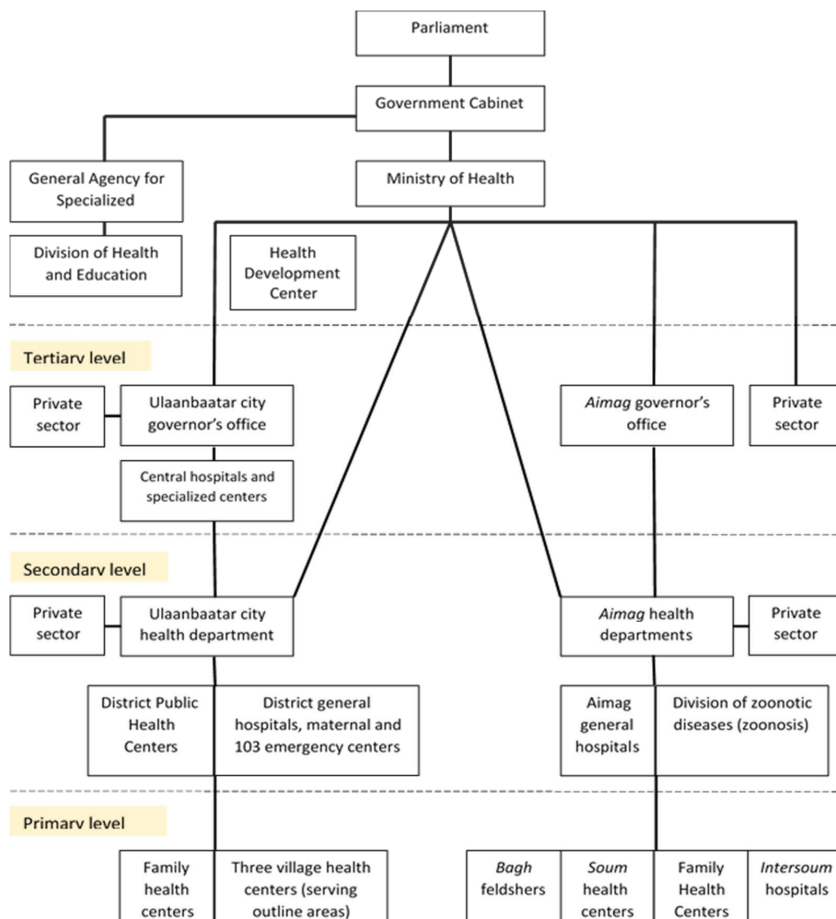 Parliament
Government Cabinet
General Agency for
Specialized
Ministry of Health
Division of Health
and Education
Health
Development
Center
Tertiary level
Private
sector
Ulaanbaatar city
governor's office
Aimag governor's
office
Private
sector
Central hospitals and
specialized centers
Secondary level
Private
sector
Ulaanbaatar city
health department
Aimag health
departments
Private
sector
District Public
Health
Centers
District general
hospitals, maternal and
103 emergency centers
Aimag
general
hospitals
Division of zoonotic
diseases (zoonosis)
Primary level
Family
health
centers
Three village health
centers (serving
outline areas)
Bagh
feldshers
Soum
health
centers
Family
Health
Centers
Intersoum
hospitals